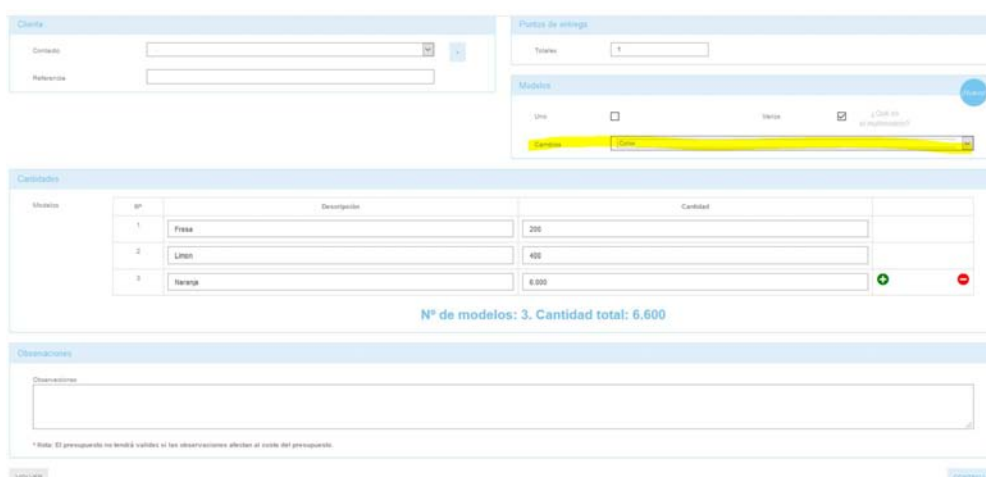 Cliente
Puntos de entrega
Contacto
Totales 1
Referencia
Modelos
Uno Varios ¿Qué es
el multimodelo?
Cambios
Cantidades
Modelos Nº Descripción Cantidad
1 Fresa 200
2 Limon 400
3 Naranja 6.000
Nº de modelos: 3. Cantidad total: 6.600
Observaciones
Observaciones
* Nota: El presupuesto no tendrá validez si las observaciones afectan al coste del presupuesto.
VOLVER